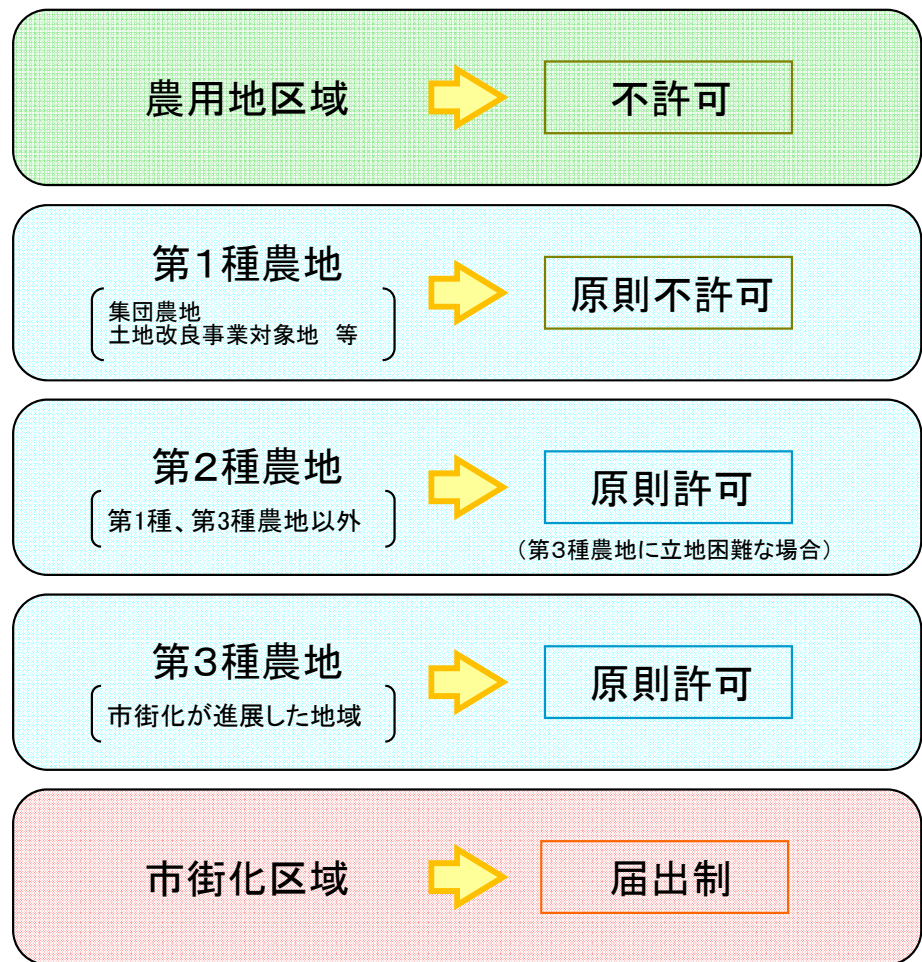 農用地区域
不許可
第1種農地
集団農地
土地改良事業対象地 等
原則不許可
第2種農地
第1種、第3種農地以外
原則許可
（第3種農地に立地困難な場合）
第3種農地
市街化が進展した地域
原則許可
市街化区域
届出制